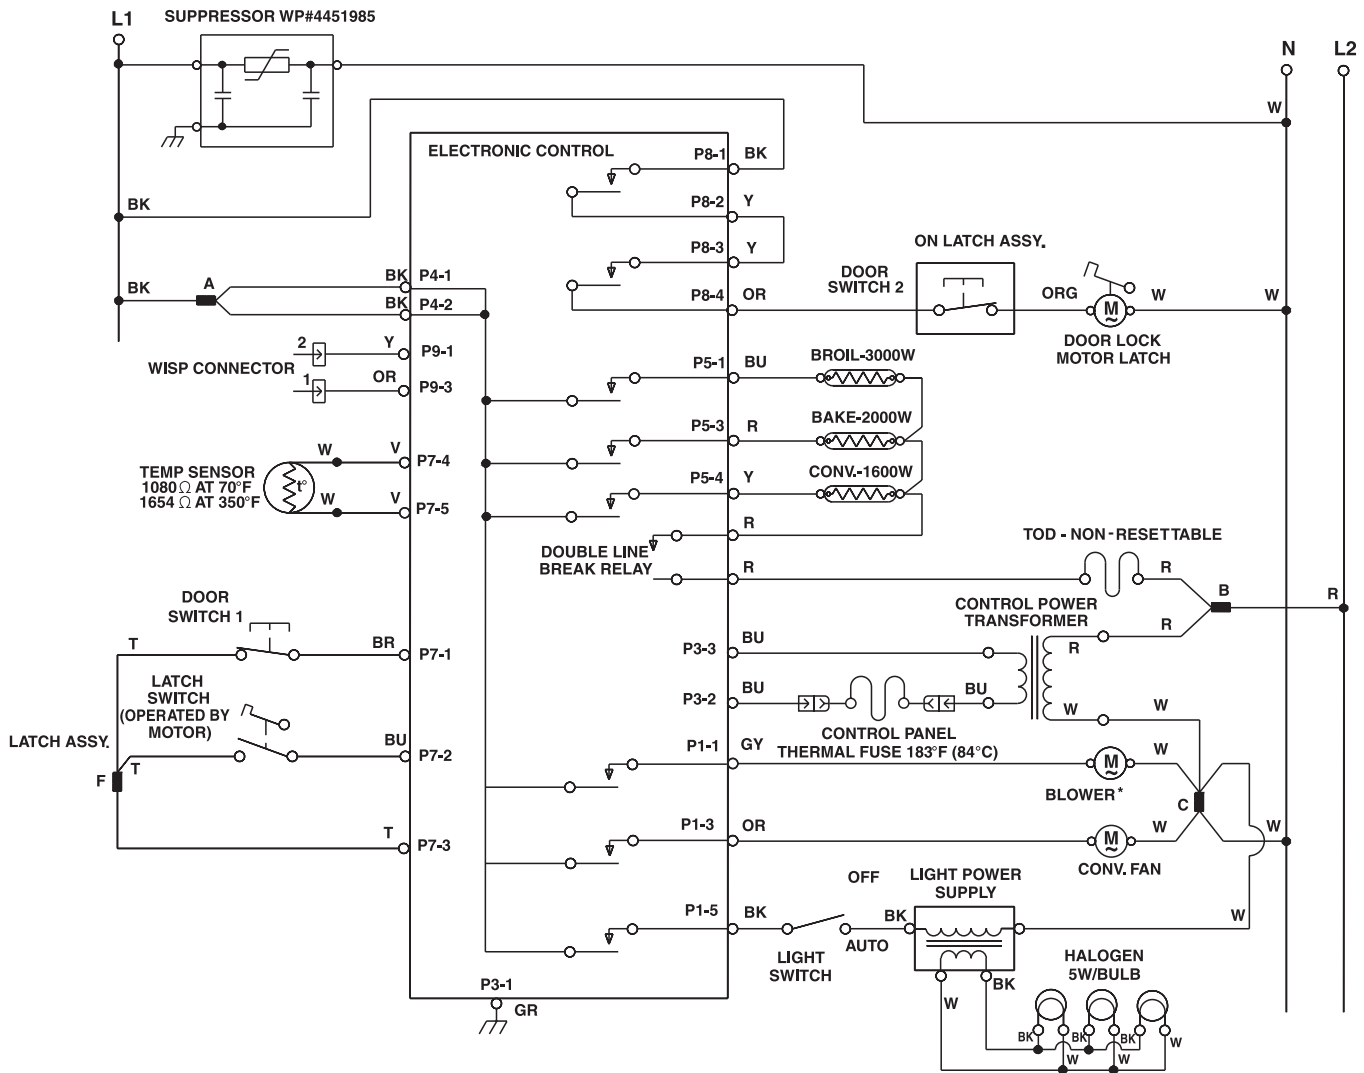 L1
SUPPRESSOR WP#4451985
N
L2
W
ELECTRONIC CONTROL
P8-1
BK
BK
P8-2
Y
P8-3
Y
ON LATCH ASSY.
DOOR
SWITCH 2
BK
A
BK
P4-1
BK
P4-2
P8-4
OR
ORG
M
~
W
W
DOOR LOCK
MOTOR LATCH
2
Y
P9-1
WISP CONNECTOR
1
OR
P9-3
P5-1
BU
BROIL-3000W
P5-3
R
BAKE-2000W
P5-4
Y
CONV.-1600W
W
V
P7-4
TEMP SENSOR
1080 Ω AT 70°F
1654 Ω AT 350°F
t°
W
V
P7-5
R
DOUBLE LINE
BREAK RELAY
R
TOD - NON - RESETTABLE
R
B
R
R
DOOR
SWITCH 1
T
BR
P7-1
CONTROL POWER
TRANSFORMER
P3-3
BU
R
P3-2
BU
BU
W
W
CONTROL PANEL
THERMAL FUSE 183°F (84°C)
LATCH
SWITCH
(OPERATED BY
MOTOR)
LATCH ASSY.
F
T
BU
P7-2
P1-1
GY
M
~
W
BLOWER*
C
T
P7-3
P1-3
OR
M
~
W
W
CONV. FAN
OFF
LIGHT POWER
SUPPLY
P1-5
BK
BK
AUTO
LIGHT
SWITCH
W
W
BK
HALOGEN
5W/BULB
BK
W
BK
W
BK
W
P3-1
GR